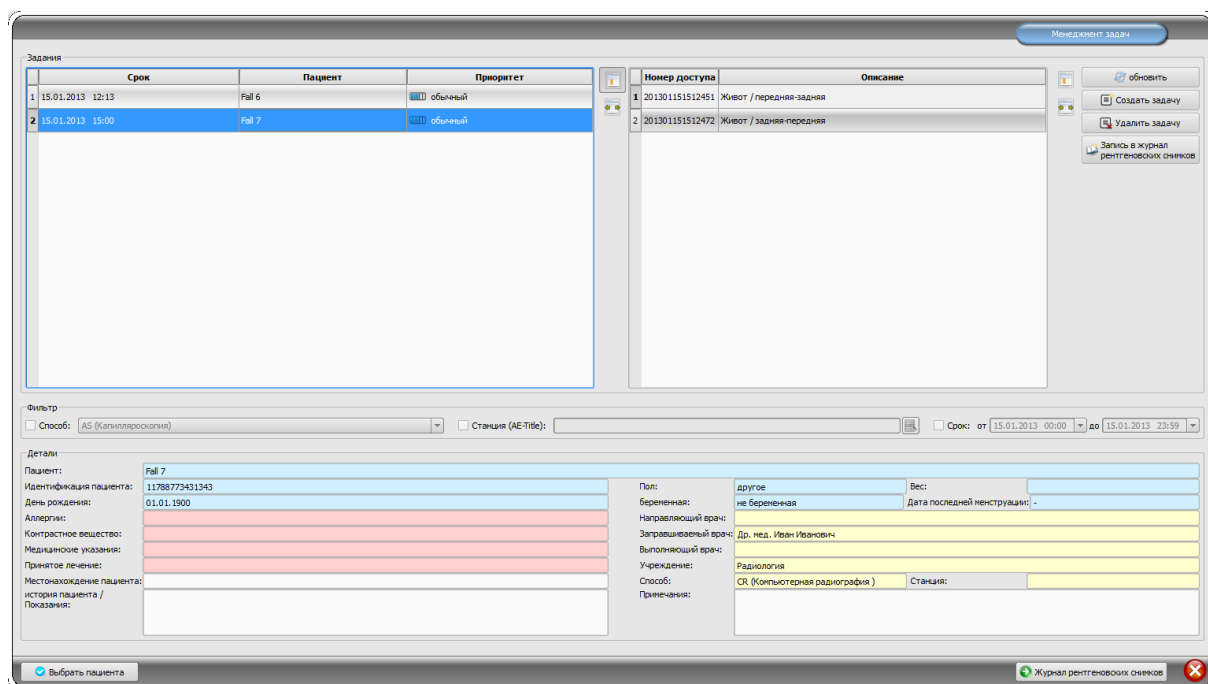 Менеджмент задач
Задания
Срок Пациент Приоритет Номер доступа Описание обновить
1 15.01.2013 12:13 Fall 6 обычный 1 201301151512451 Живот / передняя-задняя Создать задачу
2 15.01.2013 15:00 Fall 7 обычный 2 201301151512472 Живот / задняя-передняя Удалить задачу
Запись в журнал
рентгеновских снимков
Фильтр
Способ: AS (Капилляроскопия) Станция (AE-Title): Срок: от 15.01.2013 00:00 до 15.01.2013 23:59
Детали
Пациент: Fall 7
Идентификация пациента: 11788773431343 Пол: другое Вес:
День рождения: 01.01.1900 беременная: не беременная Дата последней менструации: -
Аллергии: Направляющий врач:
Контрастное вещество: Заправшиваемый врач: Др. мед. Иван Иванович
Медицинские указания: Выполняющий врач:
Принятое лечение: Учреждение: Радиология
Местонахождение пациента: Способ: CR (Компьютерная радиография ) Станция:
история пациента / Примечания:
Показания:
Выбрать пациента Журнал рентгеновских снимков